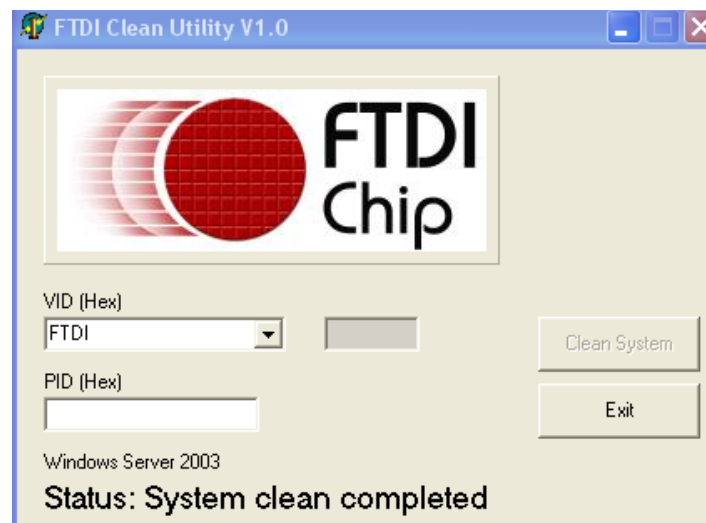 FTDI Clean Utility V1.0
FTDI
Chip
VID (Hex)
FTDI
Clean System
PID (Hex)
Exit
Windows Server 2003
Status: System clean completed